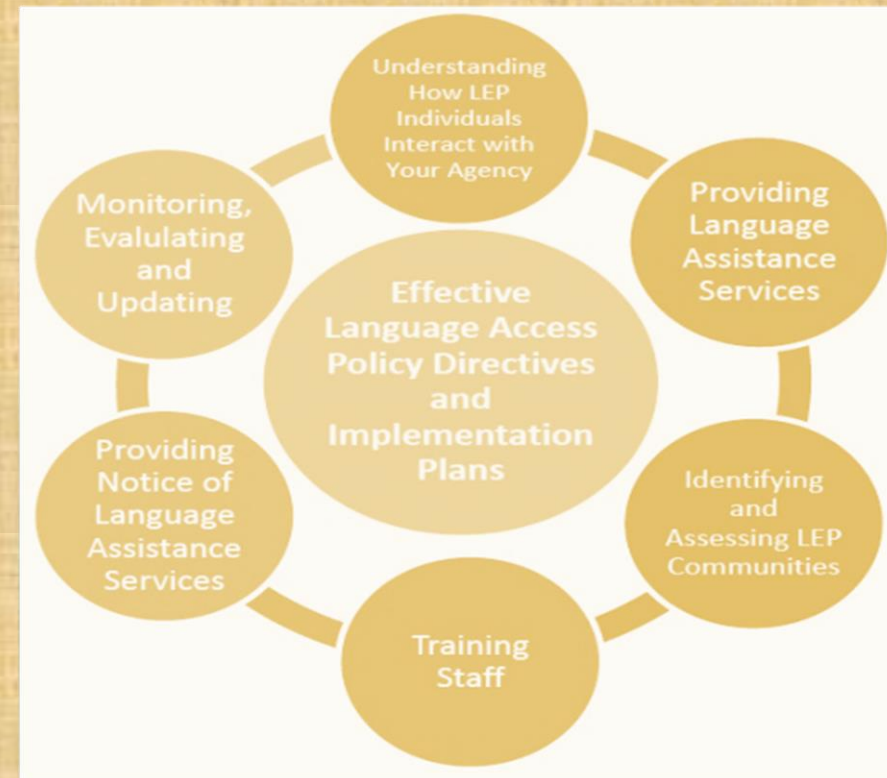 Understanding
How LEP
Individuals
Interact with
Your Agency
Providing
Language
Assistance
Services
Identifying
and
Assessing LEP
Communities
Training
Staff
Providing
Notice of
Language
Assistance
Services
Monitoring,
Evalulating
and
Updating
Effective
Language Access
Policy Directives
and
Implementation
Plans